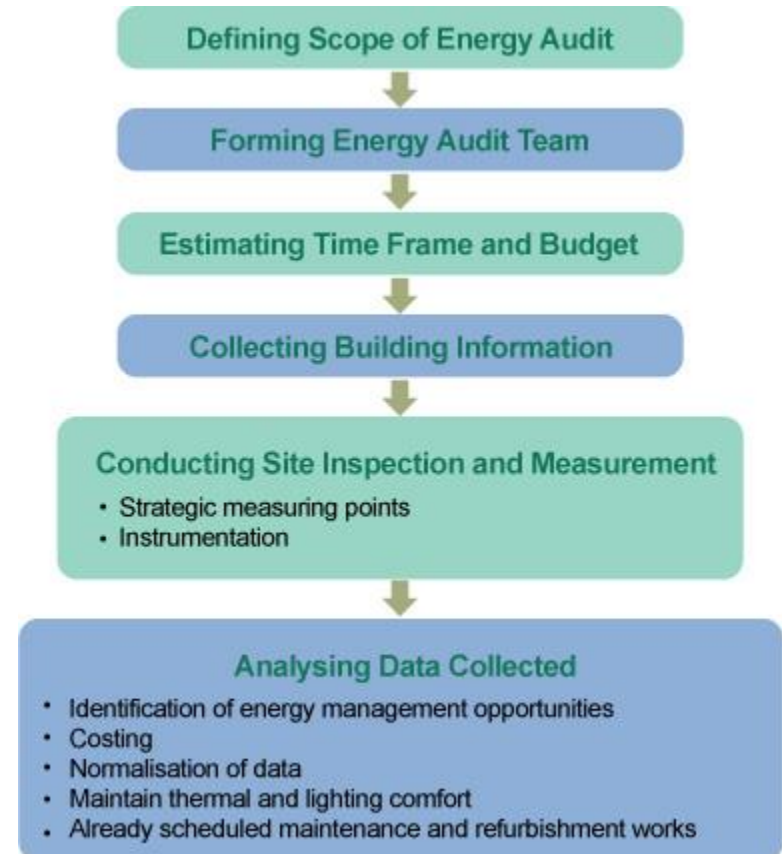 Defining Scope of Energy Audit
Forming Energy Audit Team
Estimating Time Frame and Budget
Collecting Building Information
Conducting Site Inspection and Measurement
• Strategic measuring points
• Instrumentation
Analysing Data Collected
• Identification of energy management opportunities
• Costing
• Normalisation of data
• Maintain thermal and lighting comfort
• Already scheduled maintenance and refurbishment works